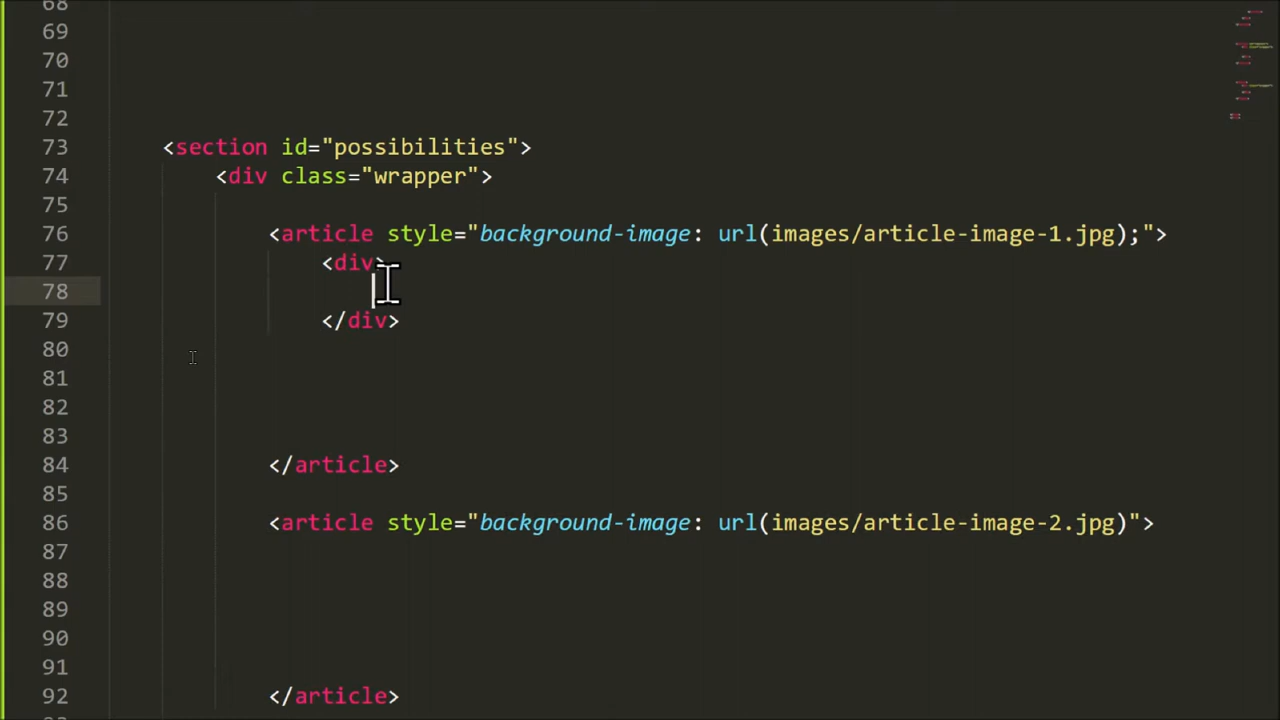 68
69
70
71
72
73 <section id="possibilities">
74 <div class="wrapper">
75
76 <article style="background-image: url(images/article-image-1.jpg);">
77 <div>
78
79 </div>
80
81
82
83
84 </article>
85
86 <article style="background-image: url(images/article-image-2.jpg)">
87
88
89
90
91
92 </article>